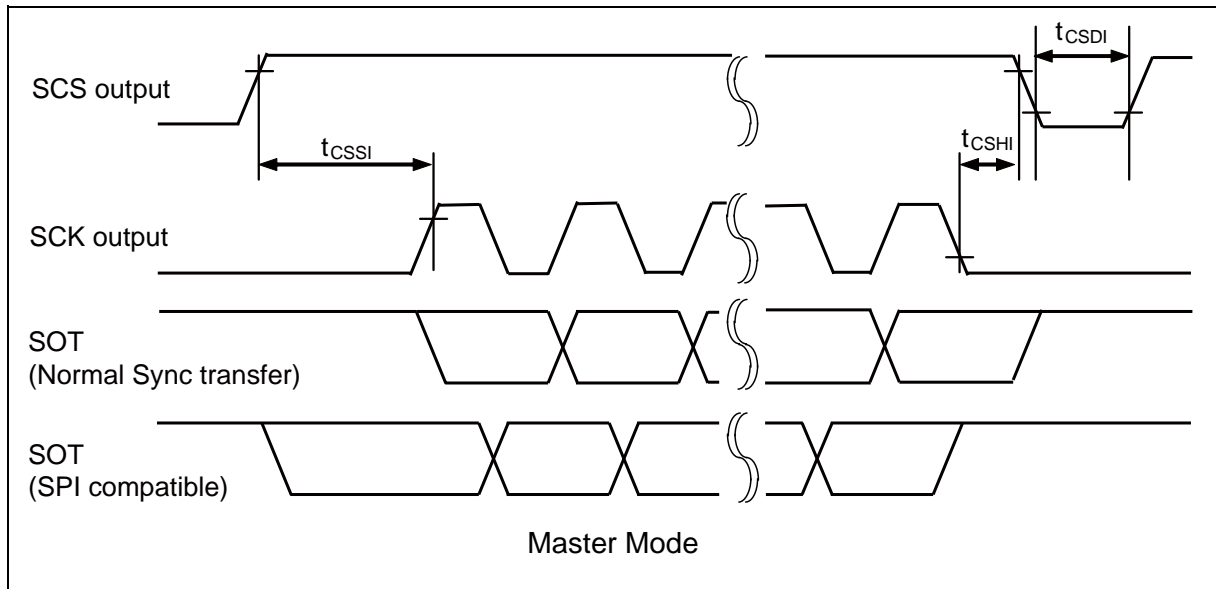 tCSDI
SCS output
tCSSI
tCSHI
SCK output
SOT
(Normal Sync transfer)
SOT
(SPI compatible)
Master Mode